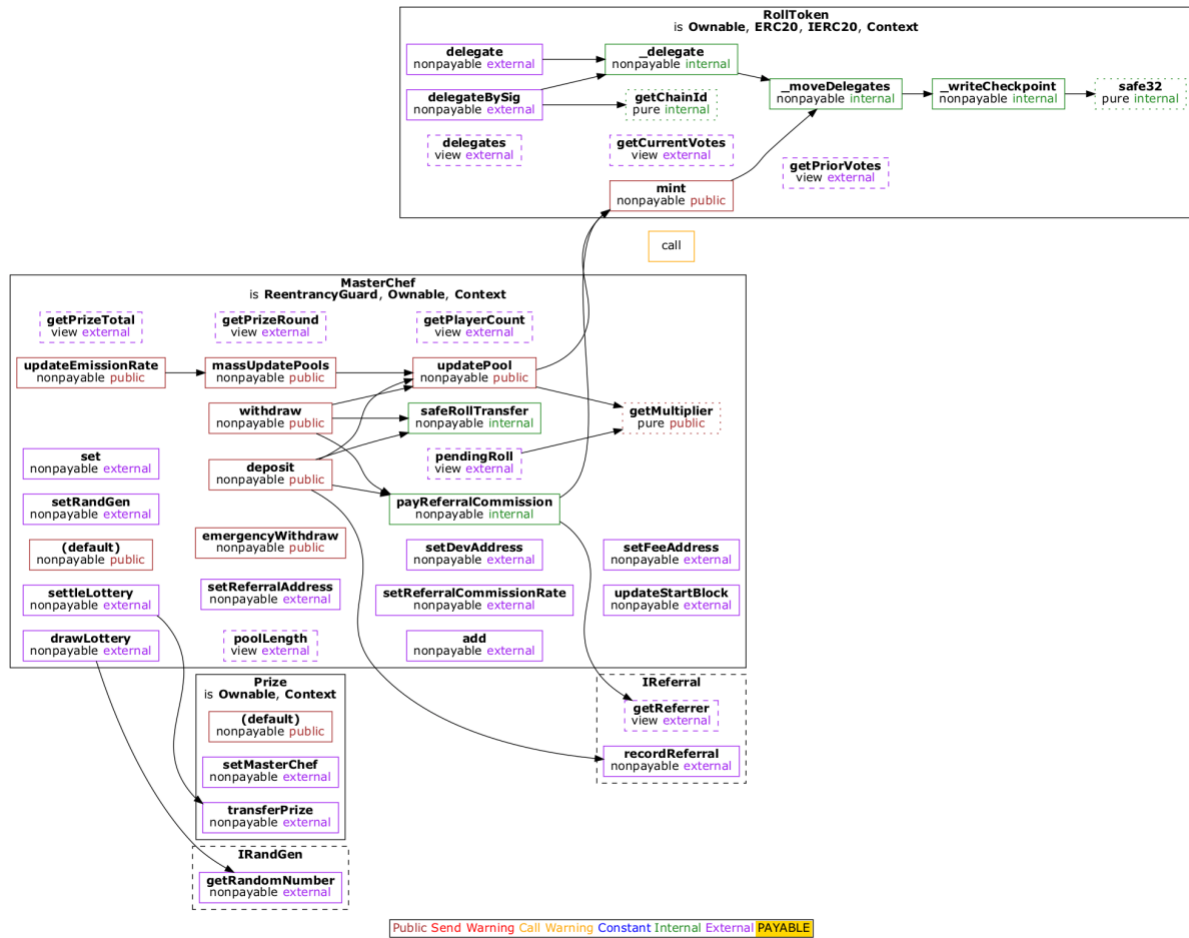 RollToken
is Ownable, ERC20, IERC20, Context
delegate
nonpayable external
_delegate
nonpayable internal
delegateBySig
nonpayable external
getChainId
pure internal
_moveDelegates
nonpayable internal
_writeCheckpoint
nonpayable internal
safe32
pure internal
delegates
view external
getCurrentVotes
view external
getPriorVotes
view external
mint
nonpayable public
call
MasterChef
is ReentrancyGuard, Ownable, Context
getPrizeTotal
view external
getPrizeRound
view external
getPlayerCount
view external
updateEmissionRate
nonpayable public
massUpdatePools
nonpayable public
updatePool
nonpayable public
withdraw
nonpayable public
safeRollTransfer
nonpayable internal
getMultiplier
pure public
set
nonpayable external
deposit
nonpayable public
pendingRoll
view external
setRandGen
nonpayable external
payReferralCommission
nonpayable internal
(default)
nonpayable public
emergencyWithdraw
nonpayable public
setDevAddress
nonpayable external
setFeeAddress
nonpayable external
settleLottery
nonpayable external
setReferralAddress
nonpayable external
setReferralCommissionRate
nonpayable external
updateStartBlock
nonpayable external
drawLottery
nonpayable external
poolLength
view external
add
nonpayable external
Prize
is Ownable, Context
(default)
nonpayable public
setMasterChef
nonpayable external
transferPrize
nonpayable external
IReferral
getReferrer
view external
recordReferral
nonpayable external
IRandGen
getRandomNumber
nonpayable external
Public Send Warning Call Warning Constant Internal External PAYABLE